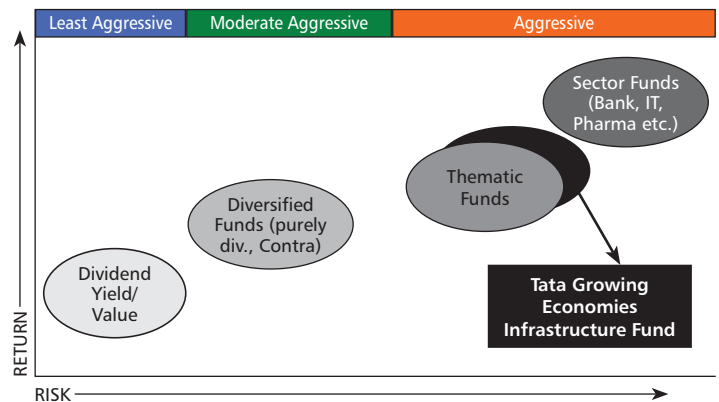 Least Aggressive
Moderate Aggressive
Aggressive
Sector Funds
(Bank, IT,
Pharma etc.)
Thematic
Funds
Diversified
Funds (purely
div., Contra)
Dividend
Yield/
Value
Tata Growing
Economies
Infrastructure Fund
RETURN
RISK